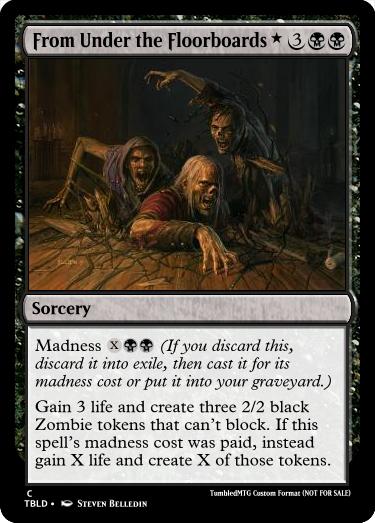 From Under the Floorboards ★ 3
Sorcery
Madness X (If you discard this,
discard it into exile, then cast it for its
madness cost or put it into your graveyard.)
Gain 3 life and create three 2/2 black
Zombie tokens that can't block. If this
spell's madness cost was paid, instead
gain X life and create X of those tokens.
C
TBLD • Steven Belledin
TumbledMTG Custom Format (NOT FOR SALE)